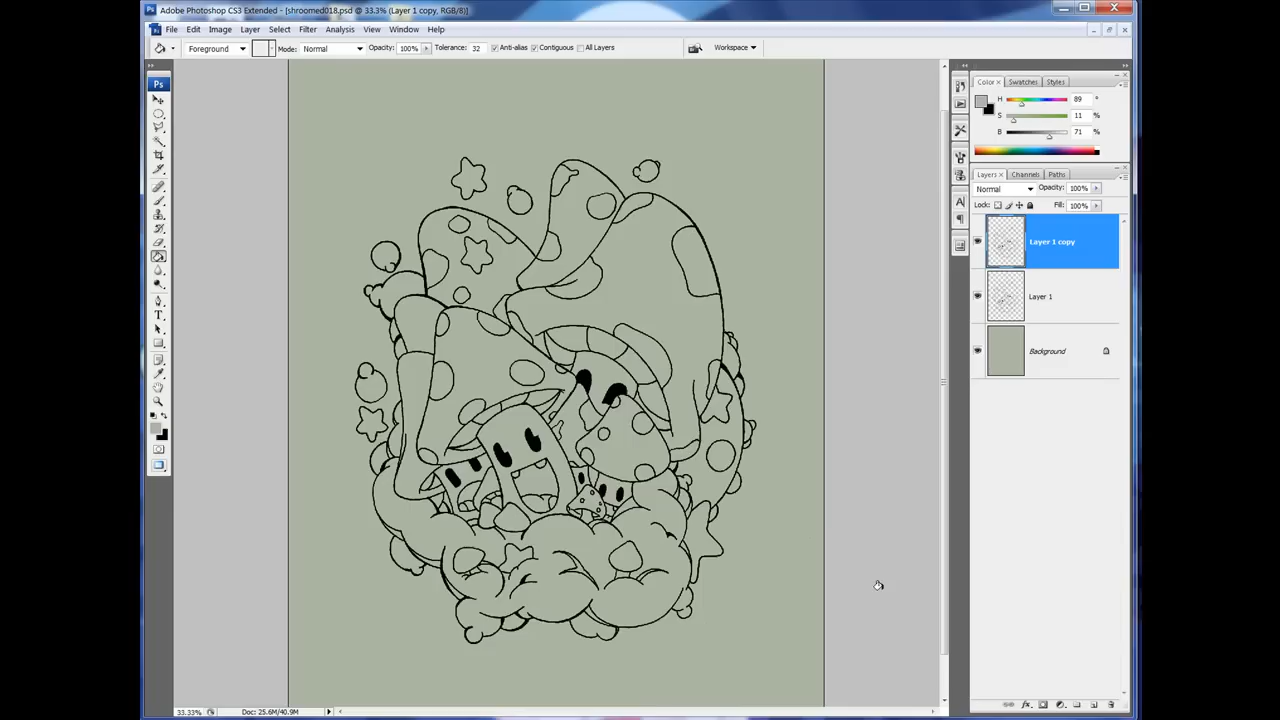 Adobe Photoshop CS3 Extended - [shroomed018.psd @ 33.3% (Layer 1 copy, RGB/8)]
File Edit Image Layer Select Filter Analysis View Window Help
Foreground Mode: Normal Opacity: 100% Tolerance: 32 Anti-alias Contiguous All Layers Workspace
Ps
Color Swatches Styles
H 89 °
S 11 %
B 71 %
Layers Channels Paths
Normal Opacity: 100%
Lock: Fill: 100%
Layer 1 copy
Layer 1
Background
A
T
33.33% Doc: 25.6M/40.9M